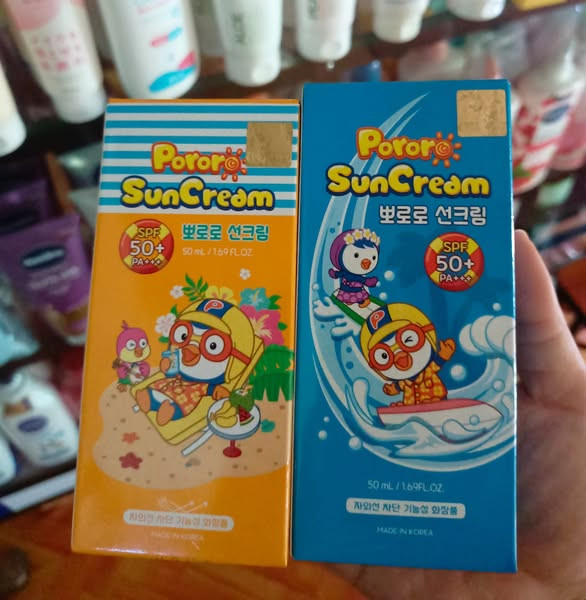 Pororo
SunCream
SPF
50+
PA+++
뽀로로 선크림
50 mL / 1.69 FL.OZ.
자외선 차단 기능성 화장품
MADE IN KOREA
Pororo
SunCream
뽀로로 선크림
SPF
50+
PA+++
P
50 mL / 1.69FL.OZ.
자외선 차단 기능성 화장품
MADE IN KOREA